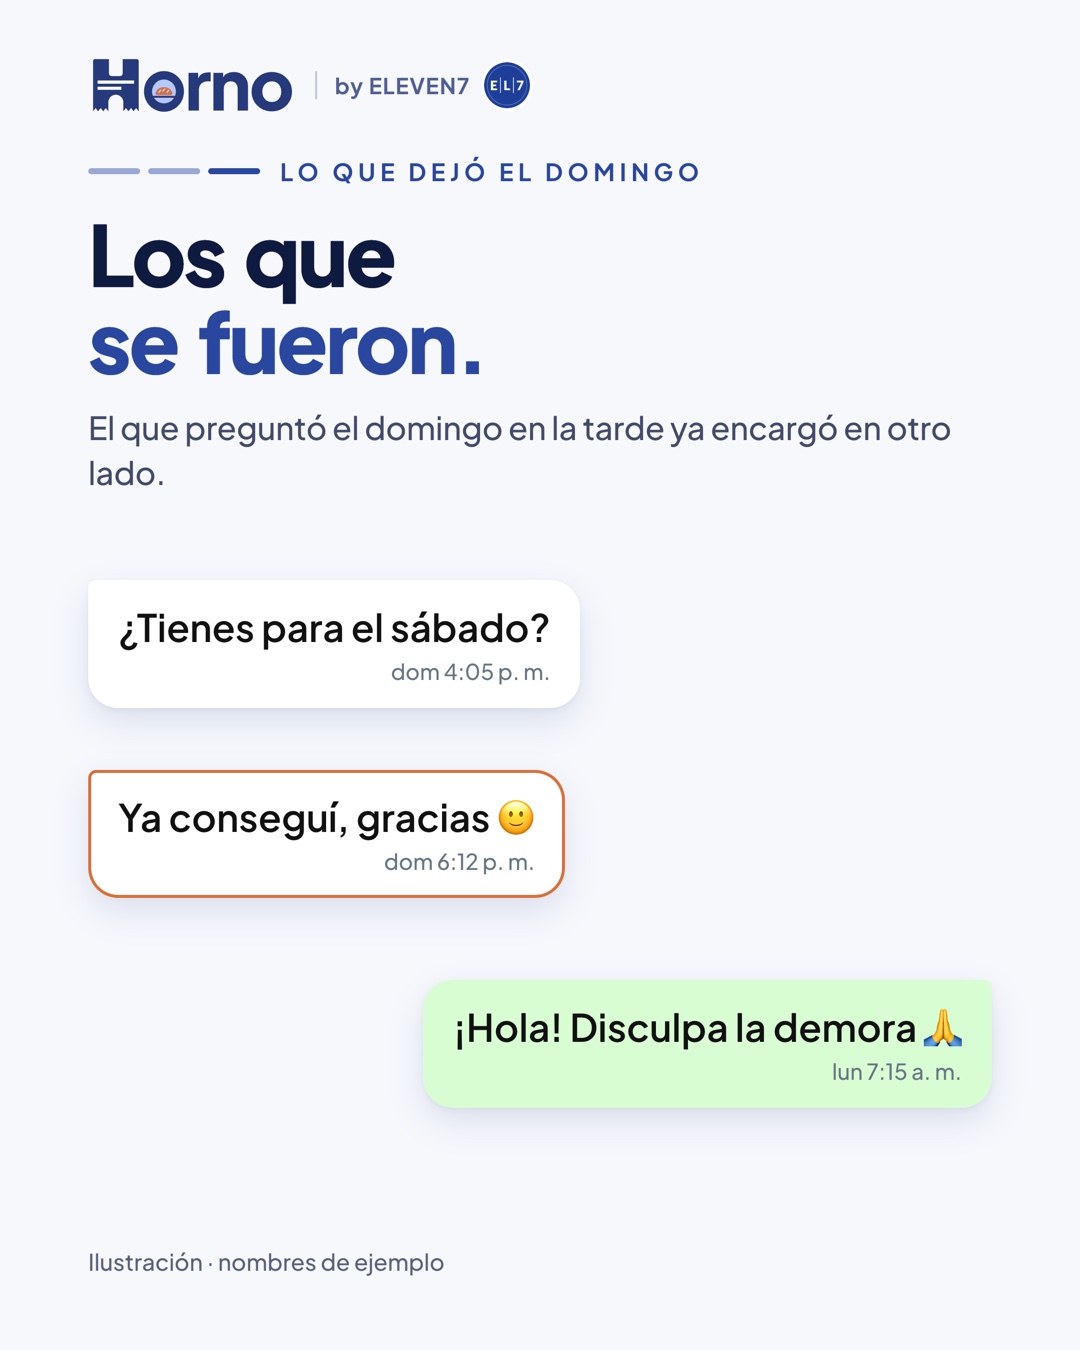 Horno by ELEVEN7 E|L|7
LO QUE DEJÓ EL DOMINGO
Los que
se fueron.
El que preguntó el domingo en la tarde ya encargó en otro
lado.
¿Tienes para el sábado?
dom 4:05 p. m.
Ya conseguí, gracias 🙂
dom 6:12 p. m.
¡Hola! Disculpa la demora 🙏
lun 7:15 a. m.
Ilustración · nombres de ejemplo